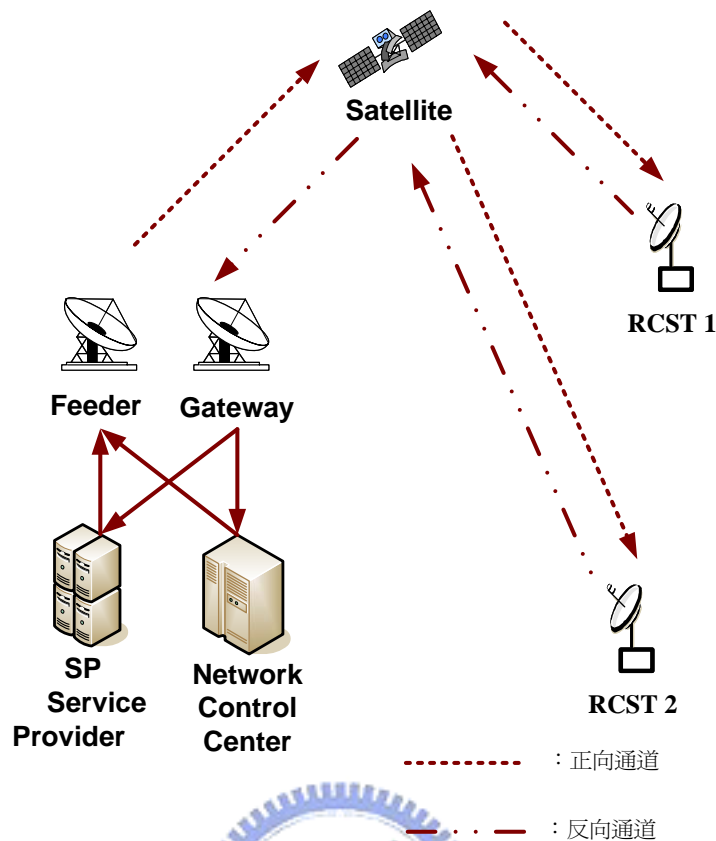 Satellite
RCST 1
Feeder
Gateway
SP
Service
Provider
Network
Control
Center
RCST 2
：正向通道
：反向通道